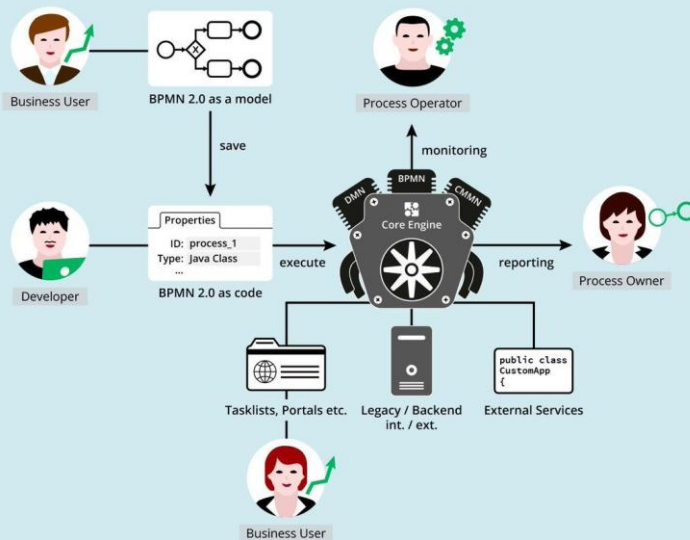 Business User
BPMN 2.0 as a model
Process Operator
save
monitoring
DMN
BPMN
CMMN
Core Engine
Developer
Properties
ID: process_1
Type: Java Class
...
BPMN 2.0 as code
execute
reporting
Process Owner
Tasklists, Portals etc.
Legacy / Backend
int. / ext.
public class
CustomApp
{
External Services
Business User